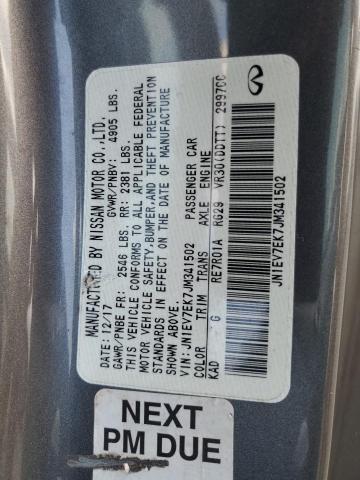 MANUFACTURED BY NISSAN MOTOR CO.,LTD.
DATE: 12/17 GVWR/PNBV: 4905 LBS.
GAWR/PNBE FR: 2546 LBS. RR: 2381 LBS.
THIS VEHICLE CONFORMS TO ALL APPLICABLE FEDERAL
MOTOR VEHICLE SAFETY,BUMPER,AND THEFT PREVENTION
STANDARDS IN EFFECT ON THE DATE OF MANUFACTURE
SHOWN ABOVE.
VIN: JN1EV7EK7JM341502 PASSENGER CAR
COLOR TRIM TRANS AXLE ENGINE
KAD G RE7R01A RG29 VR30(DDTT) 2997CC
JN1EV7EK7JM341502
NEXT
PM DUE